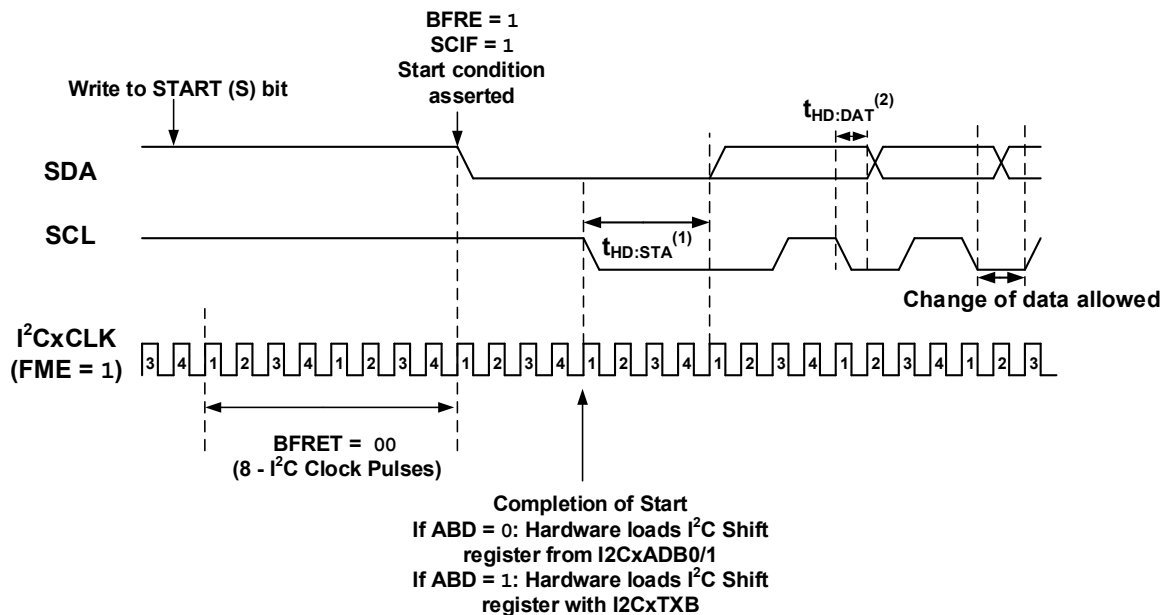 BFRE = 1
SCIF = 1
Start condition
asserted
Write to START (S) bit
tHD:DAT(2)
SDA
SCL
tHD:STA(1)
Change of data allowed
I2CxCLK
(FME = 1)
3 4 1 2 3 4 1 2 3 4 1 2 3 4 1 2 3 4 1 2 3 4 1 2 3 4 1 2 3
BFRET = 00
(8 - I2C Clock Pulses)
Completion of Start
If ABD = 0: Hardware loads I2C Shift
register from I2CxADB0/1
If ABD = 1: Hardware loads I2C Shift
register with I2CxTXB